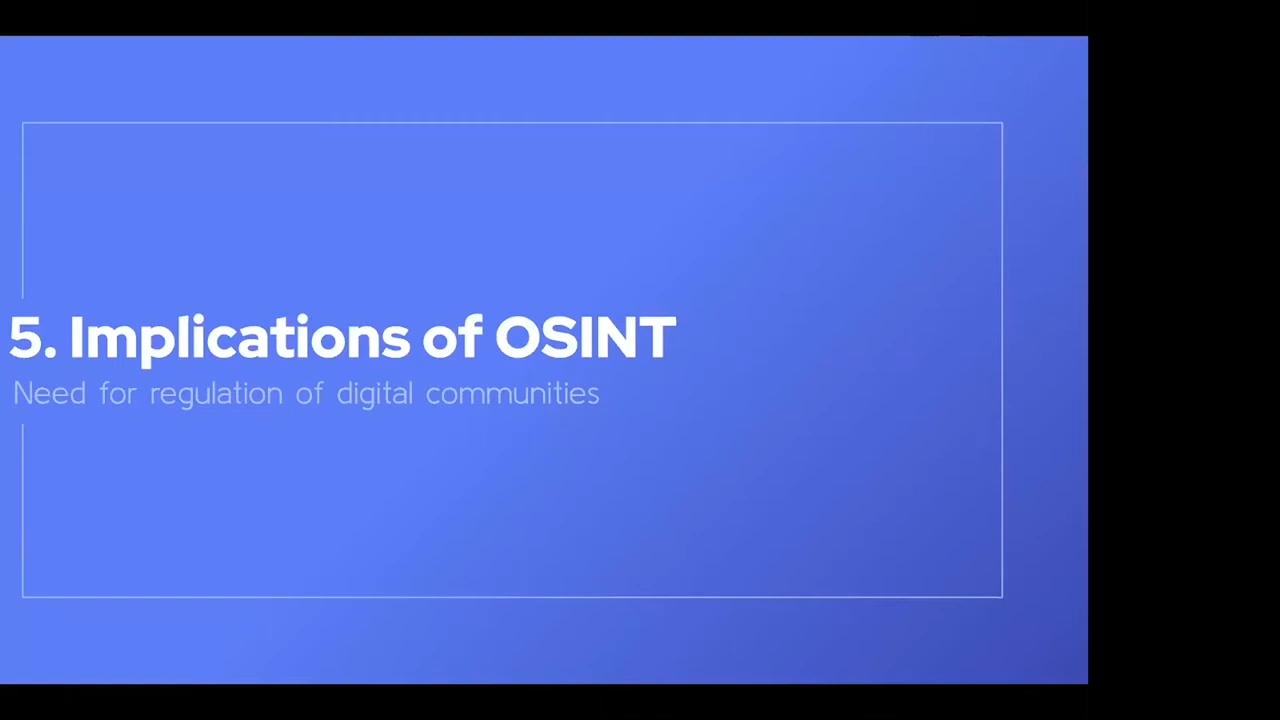 5. Implications of OSINT
Need for regulation of digital communities